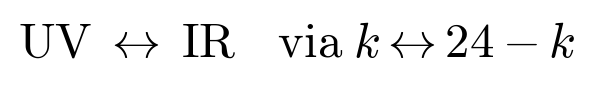 UV ↔ IR via k ↔ 24 − k